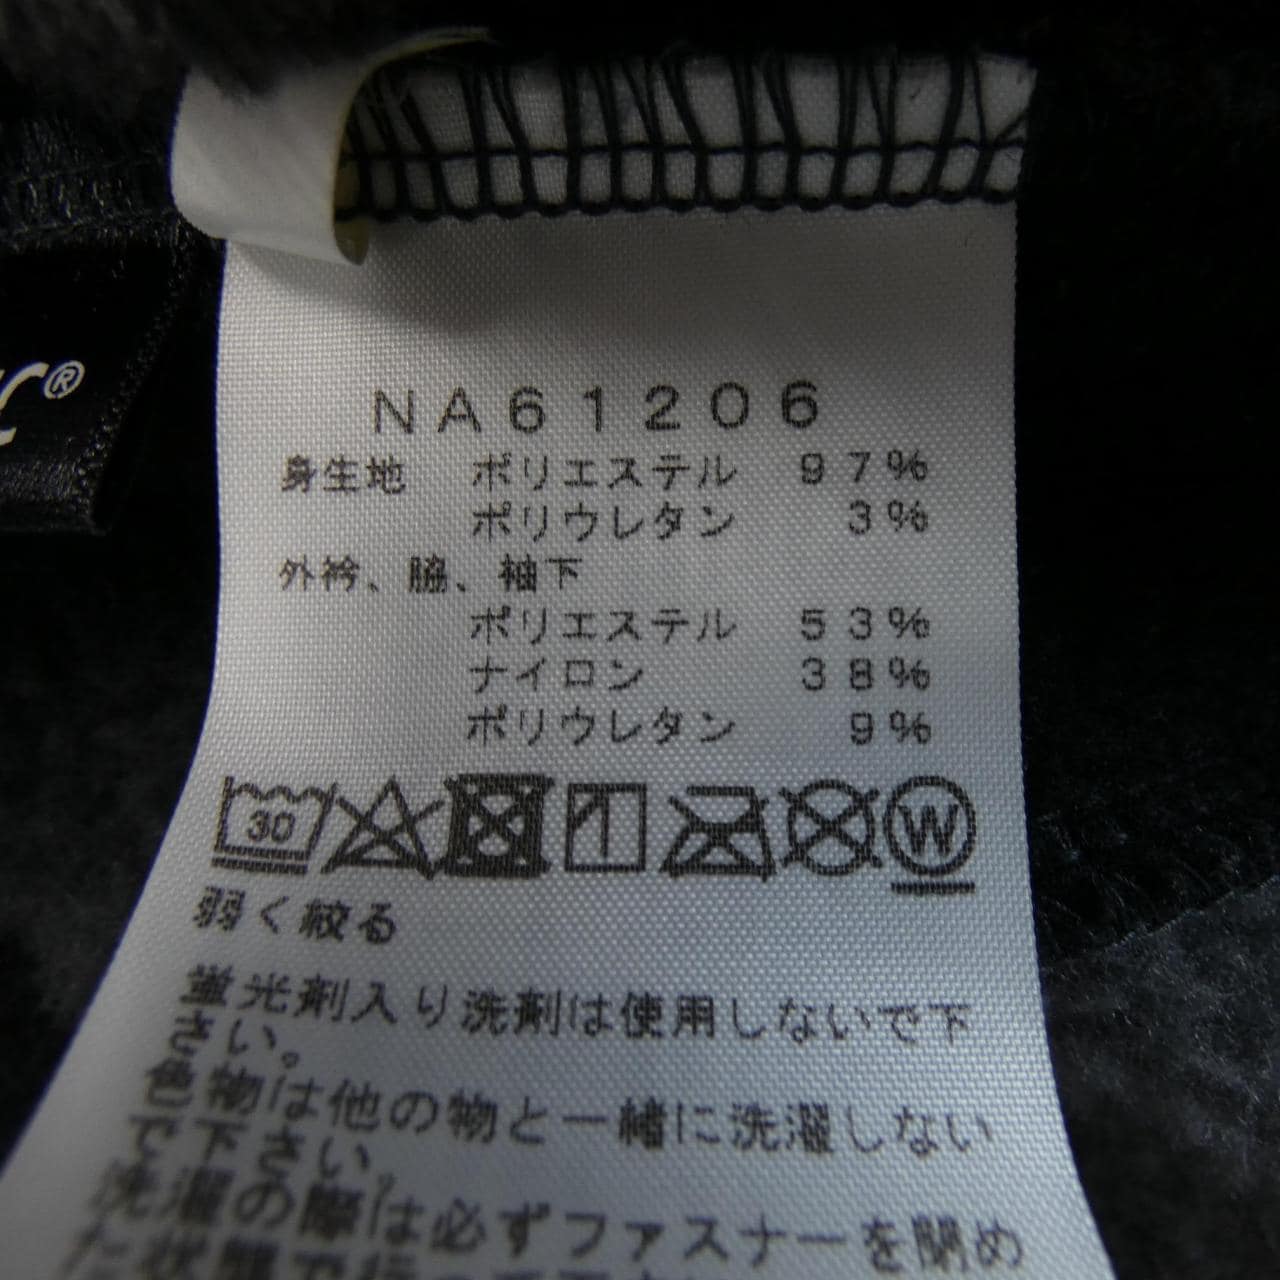 ®
NA61206
身生地 ポリエステル 97%
ポリウレタン 3%
外衿、脇、袖下
ポリエステル 53%
ナイロン 38%
ポリウレタン 9%
30
W
弱く絞る
蛍光剤入り洗剤は使用しないで下
さい。
色物は他の物と一緒に洗濯しない
で下さい。
洗濯の際は必ずファスナーを閉め
た状態で